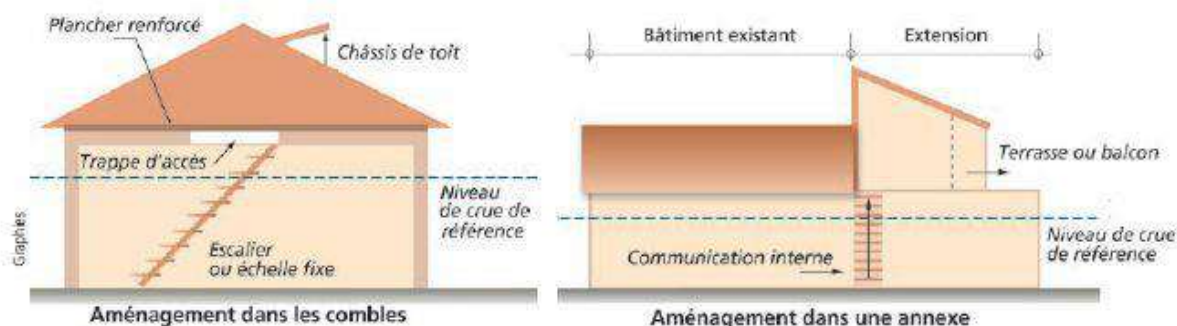 Plancher renforcé
Châssis de toit
Trappe d'accès
Niveau
de crue de
référence
Escalier
ou échelle fixe
Graphies
Aménagement dans les combles
Bâtiment existant
Extension
Terrasse ou balcon
Niveau de crue
de référence
Communication interne
Aménagement dans une annexe